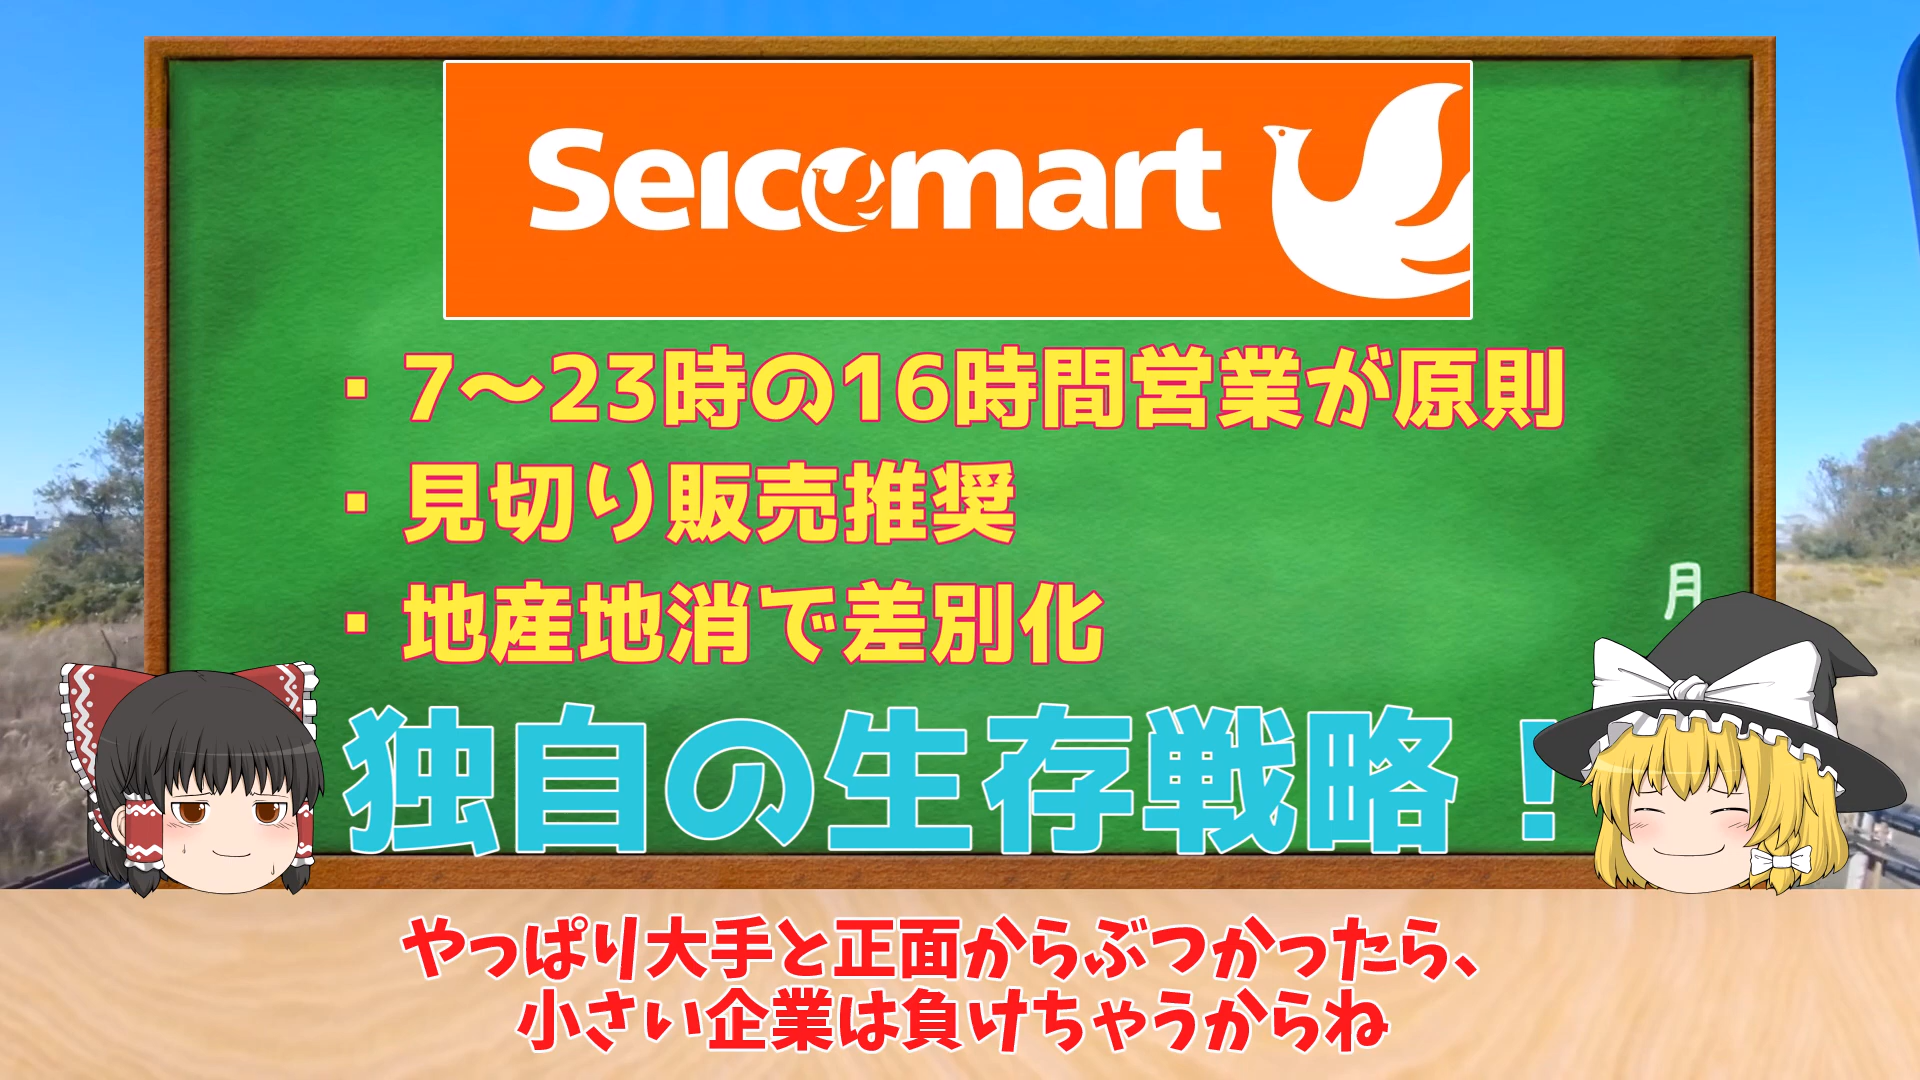 Seicomart
・7～23時の16時間営業が原則
・見切り販売推奨
・地産地消で差別化
月
独自の生存戦略！
やっぱり大手と正面からぶつかったら、
小さい企業は負けちゃうからね